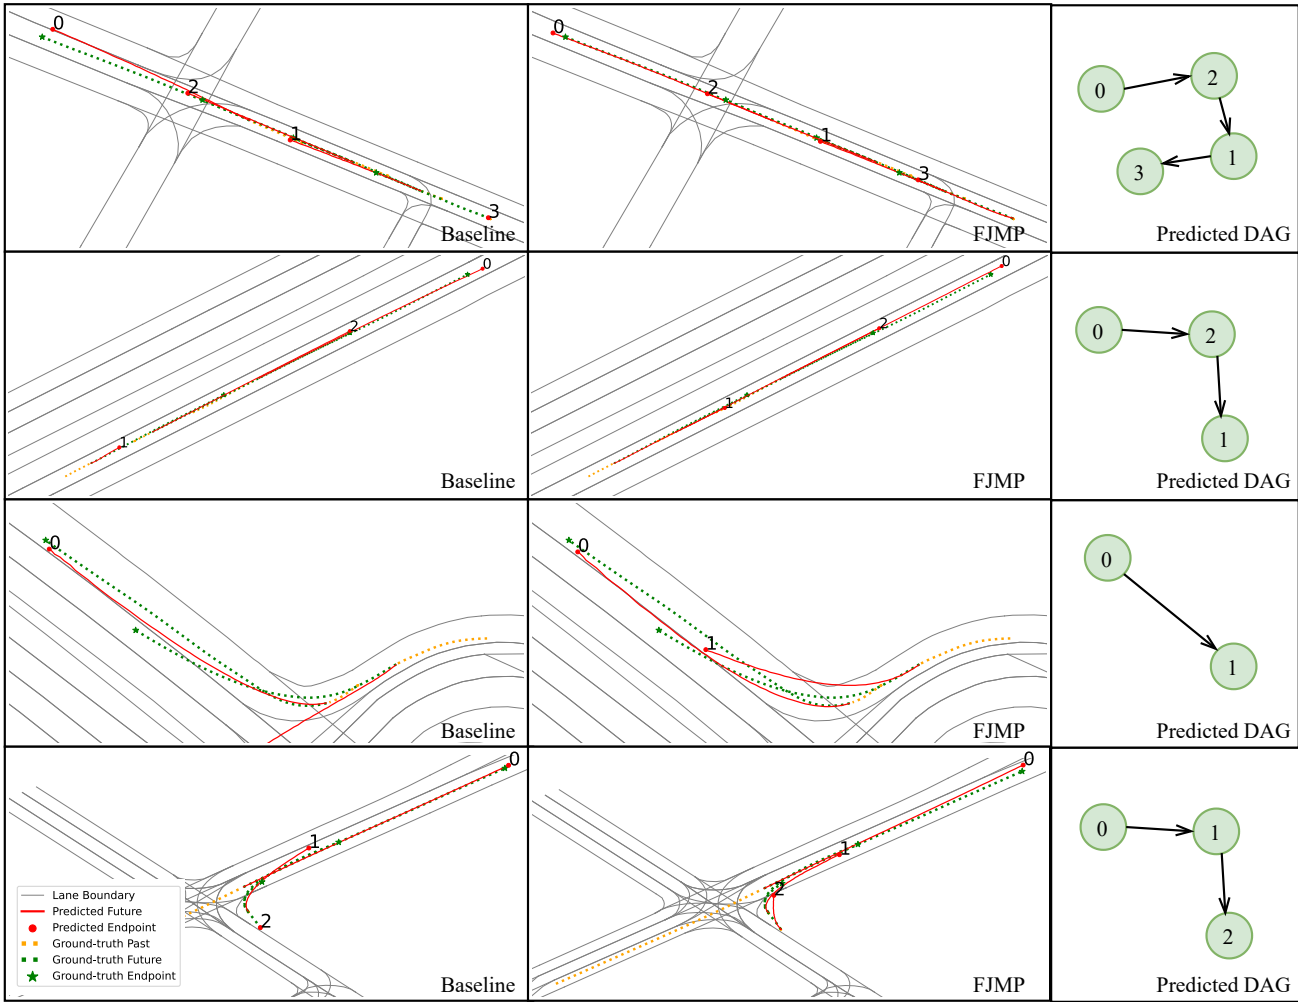 0
2
1
3
Baseline
0
2
1
3
FJMP
0
2
1
3
Predicted DAG
0
2
1
Baseline
0
2
1
FJMP
0
2
1
Predicted DAG
0
Baseline
0
1
FJMP
0
1
Predicted DAG
0
1
2
Lane Boundary
Predicted Future
Predicted Endpoint
Ground-truth Past
Ground-truth Future
Ground-truth Endpoint
Baseline
0
1
2
FJMP
0
1
2
Predicted DAG